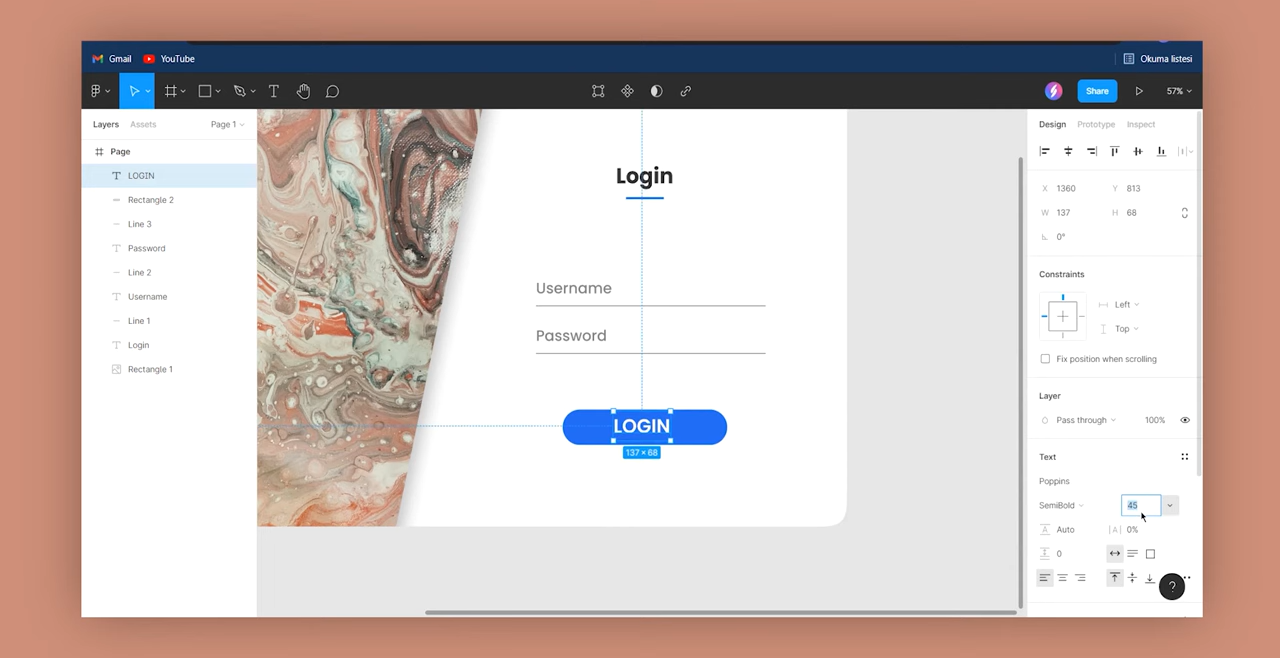 Gmail YouTube Okuma listesi
Share 57%
Layers Assets Page 1
Design Prototype Inspect
Page
LOGIN
Rectangle 2
Line 3
Password
Line 2
Username
Line 1
Login
Rectangle 1
Login
Username
Password
LOGIN
137 × 68
X 1360 Y 813
W 137 H 68
0°
Constraints
Left
Top
Fix position when scrolling
Layer
Pass through 100%
Text
Poppins
SemiBold 45
A Auto |A| 0%
0
?